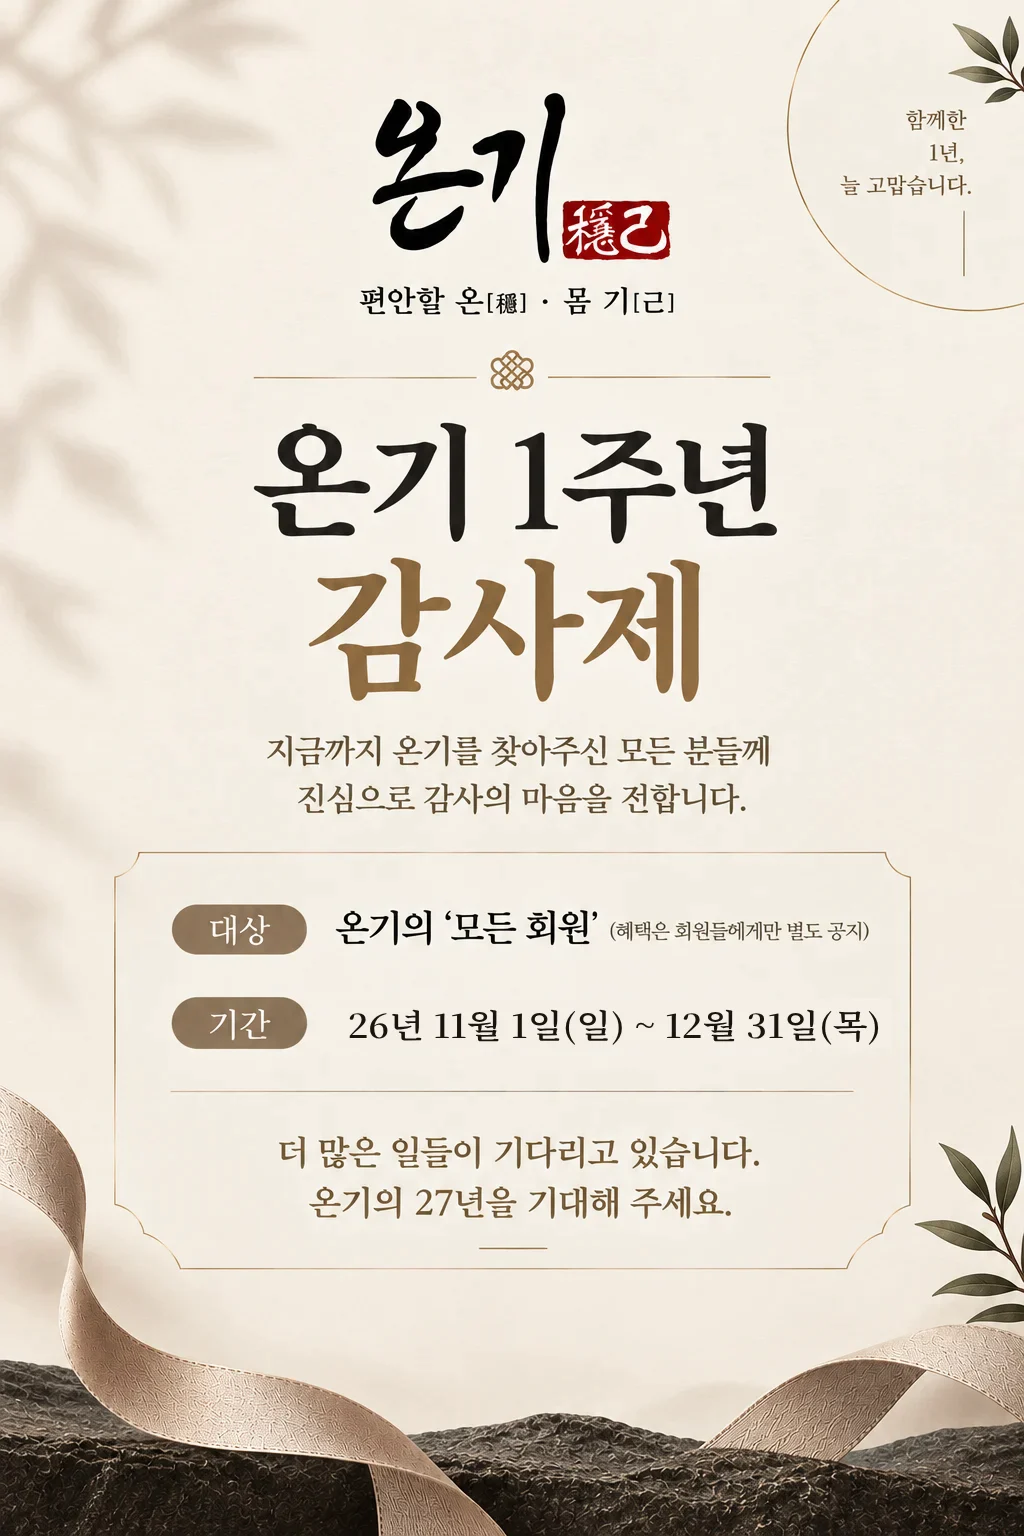 함께한
1년,
늘 고맙습니다.
온기
穩己
편안할 온[穩] · 몸 기[己]
온기 1주년
감사제
지금까지 온기를 찾아주신 모든 분들께
진심으로 감사의 마음을 전합니다.
대상 온기의 ‘모든 회원’ (혜택은 회원들에게만 별도 공지)
기간 26년 11월 1일(일) ~ 12월 31일(목)
더 많은 일들이 기다리고 있습니다.
온기의 27년을 기대해 주세요.